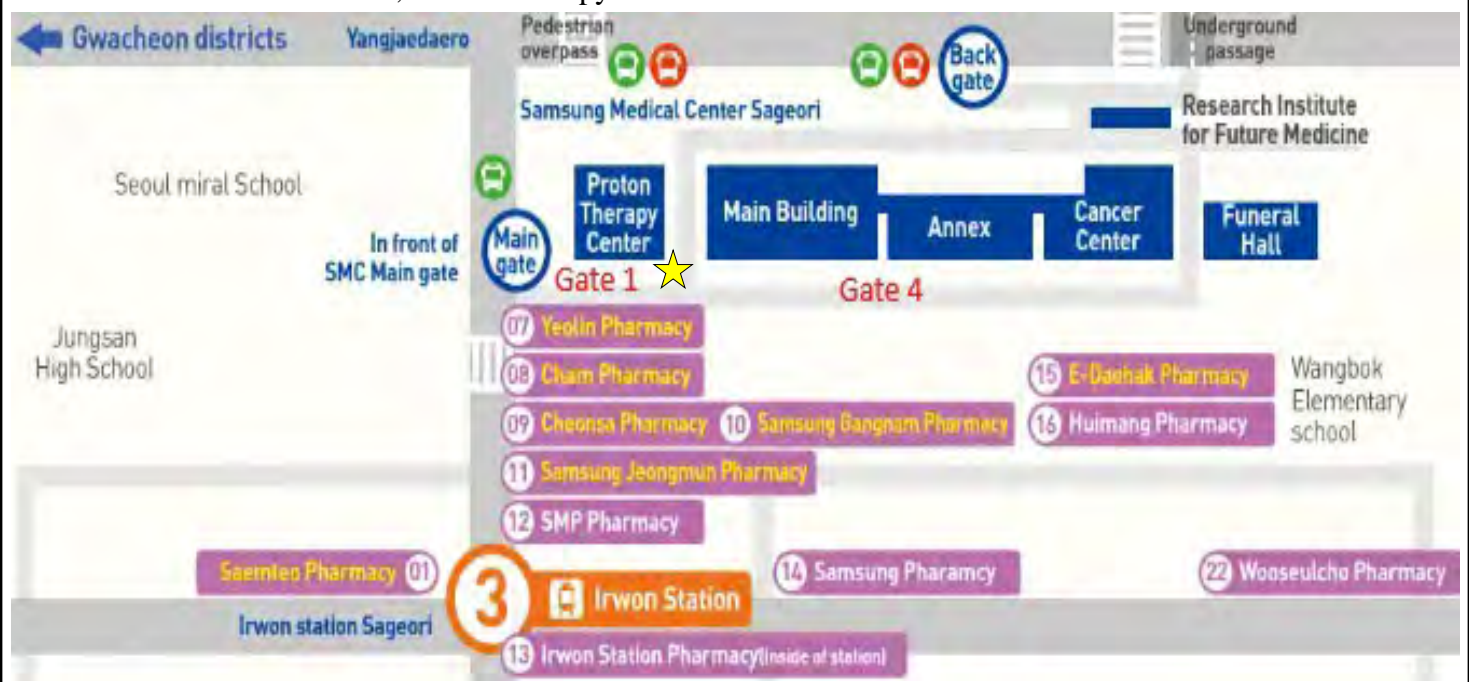 Gwacheon districts
Yangjaedaero
Pedestrian
overpass
Back
gate
Underground
passage
Samsung Medical Center Sageori
Research Institute
for Future Medicine
Seoul miral School
Proton
Therapy
Center
Main Building
Annex
Cancer
Center
Funeral
Hall
In front of
SMC Main gate
Main
gate
Gate 1
Gate 4
07 Yeolin Pharmacy
Jungsan
High School
08 Cham Pharmacy
15 E-Daehak Pharmacy
Wangbok
Elementary
school
09 Cheonsa Pharmacy
10 Samsung Gangnam Pharmacy
16 Huimang Pharmacy
11 Samsung Jeongmun Pharmacy
12 SMP Pharmacy
Saemteo Pharmacy 01
3
Irwon Station
14 Samsung Pharamcy
22 Wooseulcho Pharmacy
Irwon station Sageori
13 Irwon Station Pharmacy(Inside of station)